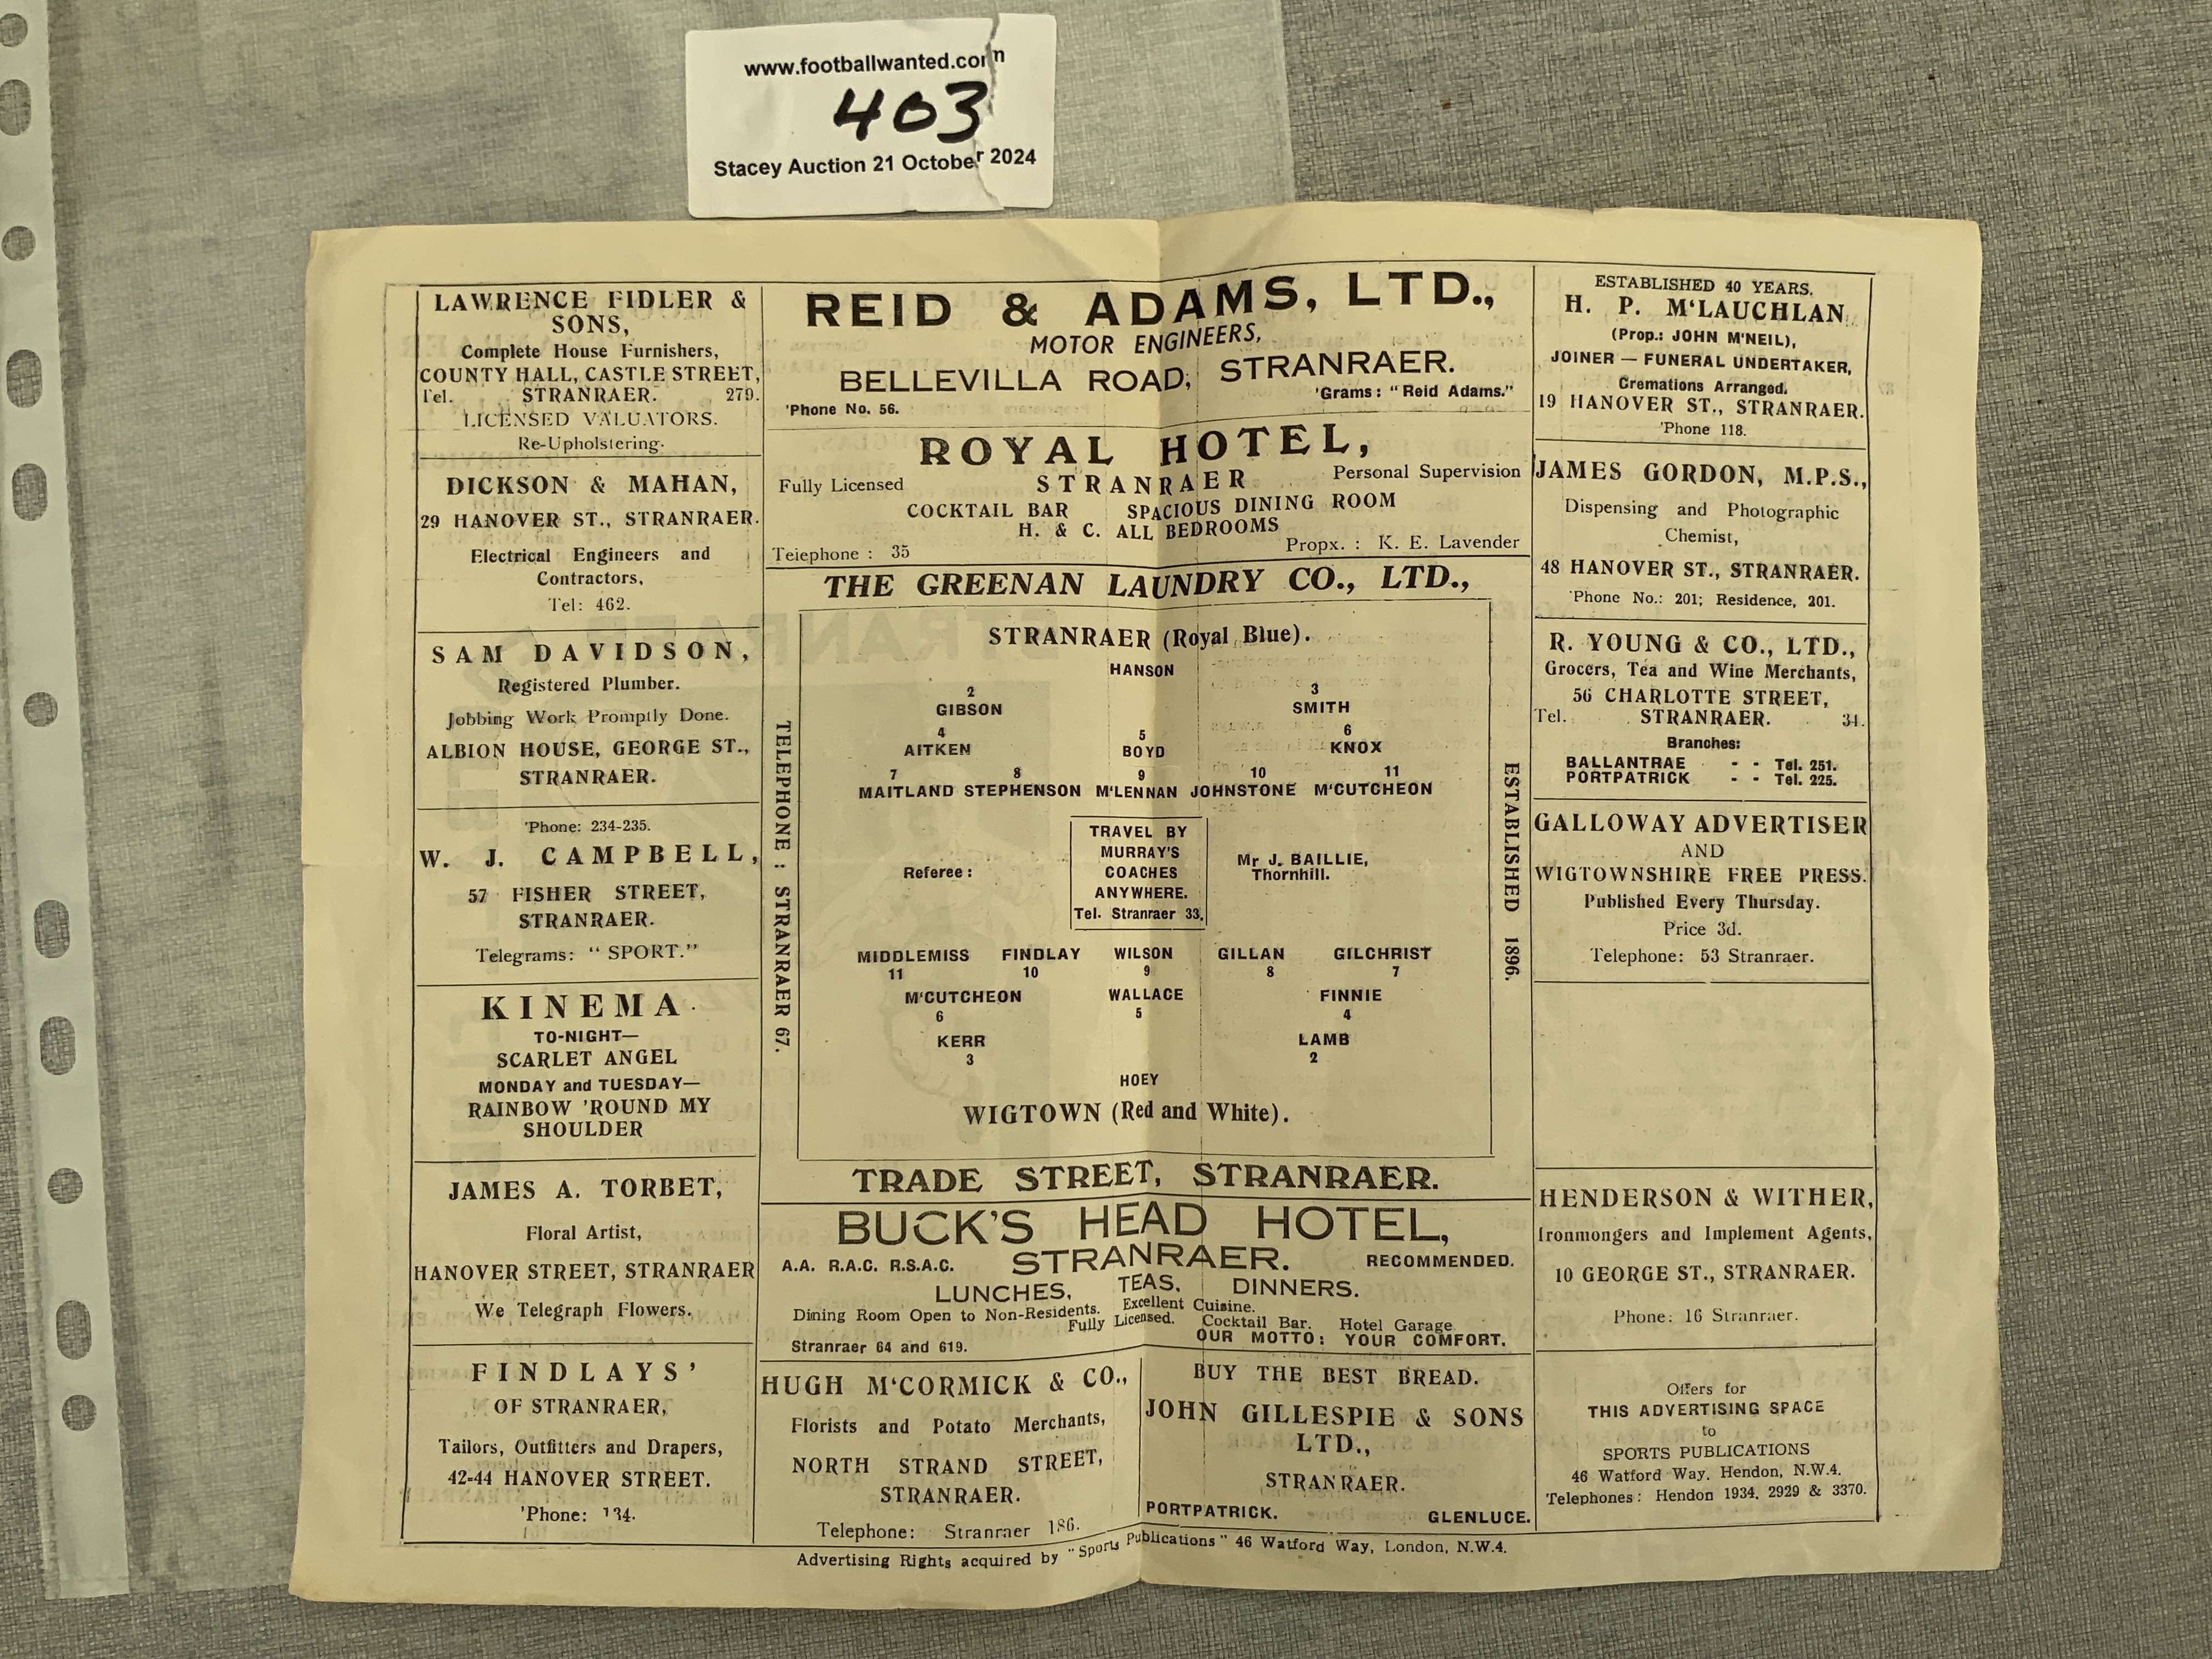 www.footballwanted.com
403
Stacey Auction 21 October 2024
LAWRENCE FIDLER &
SONS,
Complete House Furnishers,
COUNTY HALL, CASTLE STREET,
Tel. STRANRAER. 279.
LICENSED VALUATORS.
Re-Upholstering.
DICKSON & MAHAN,
29 HANOVER ST., STRANRAER.
Electrical Engineers and
Contractors,
Tel: 462.
SAM DAVIDSON,
Registered Plumber.
Jobbing Work Promptly Done.
ALBION HOUSE, GEORGE ST.,
STRANRAER.
'Phone: 234-235.
W. J. CAMPBELL,
57 FISHER STREET,
STRANRAER.
Telegrams: "SPORT."
KINEMA
TO-NIGHT—
SCARLET ANGEL
MONDAY and TUESDAY—
RAINBOW 'ROUND MY
SHOULDER
JAMES A. TORBET,
Floral Artist,
HANOVER STREET, STRANRAER
We Telegraph Flowers.
FINDLAYS'
OF STRANRAER,
Tailors, Outfitters and Drapers,
42-44 HANOVER STREET.
'Phone: 134.
REID & ADAMS, LTD.,
MOTOR ENGINEERS,
BELLEVILLA ROAD, STRANRAER.
'Phone No. 56. 'Grams: "Reid Adams."
ROYAL HOTEL,
Fully Licensed STRANRAER Personal Supervision
COCKTAIL BAR SPACIOUS DINING ROOM
H. & C. ALL BEDROOMS
Telephone: 35 Propx.: K. E. Lavender
THE GREENAN LAUNDRY CO., LTD.,
TELEPHONE: STRANRAER 67.
STRANRAER (Royal Blue).
HANSON
2 3
GIBSON SMITH
4 5 6
AITKEN BOYD KNOX
7 8 9 10 11
MAITLAND STEPHENSON M'LENNAN JOHNSTONE M'CUTCHEON
TRAVEL BY
MURRAY'S
COACHES
ANYWHERE.
Tel. Stranraer 33.
Referee: Mr J. BAILLIE,
Thornhill.
MIDDLEMISS FINDLAY WILSON GILLAN GILCHRIST
11 10 9 8 7
M'CUTCHEON WALLACE FINNIE
6 5 4
KERR LAMB
3 2
HOEY
WIGTOWN (Red and White).
ESTABLISHED 1896.
TRADE STREET, STRANRAER.
BUCK'S HEAD HOTEL,
A.A. R.A.C. R.S.A.C. STRANRAER. RECOMMENDED.
LUNCHES, TEAS, DINNERS.
Dining Room Open to Non-Residents. Excellent Cuisine.
Fully Licensed. Cocktail Bar. Hotel Garage
Stranraer 64 and 619. OUR MOTTO: YOUR COMFORT.
HUGH M'CORMICK & CO.,
Florists and Potato Merchants,
NORTH STRAND STREET,
STRANRAER.
Telephone: Stranraer 186.
BUY THE BEST BREAD.
JOHN GILLESPIE & SONS
LTD.,
STRANRAER.
PORTPATRICK. GLENLUCE.
Advertising Rights acquired by "Sports Publications" 46 Watford Way, London, N.W.4.
ESTABLISHED 40 YEARS.
H. P. M'LAUCHLAN
(Prop.: JOHN M'NEIL),
JOINER — FUNERAL UNDERTAKER,
Cremations Arranged.
19 HANOVER ST., STRANRAER.
'Phone 118.
JAMES GORDON, M.P.S.,
Dispensing and Photographic
Chemist,
48 HANOVER ST., STRANRAER.
'Phone No.: 201; Residence, 201.
R. YOUNG & CO., LTD.,
Grocers, Tea and Wine Merchants,
56 CHARLOTTE STREET,
Tel. STRANRAER. 34.
Branches:
BALLANTRAE - - Tel. 251.
PORTPATRICK - - Tel. 225.
GALLOWAY ADVERTISER
AND
WIGTOWNSHIRE FREE PRESS.
Published Every Thursday.
Price 3d.
Telephone: 53 Stranraer.
HENDERSON & WITHER,
Ironmongers and Implement Agents,
10 GEORGE ST., STRANRAER.
Phone: 16 Stranraer.
Offers for
THIS ADVERTISING SPACE
to
SPORTS PUBLICATIONS
46 Watford Way, Hendon, N.W.4.
Telephones: Hendon 1934, 2929 & 3370.